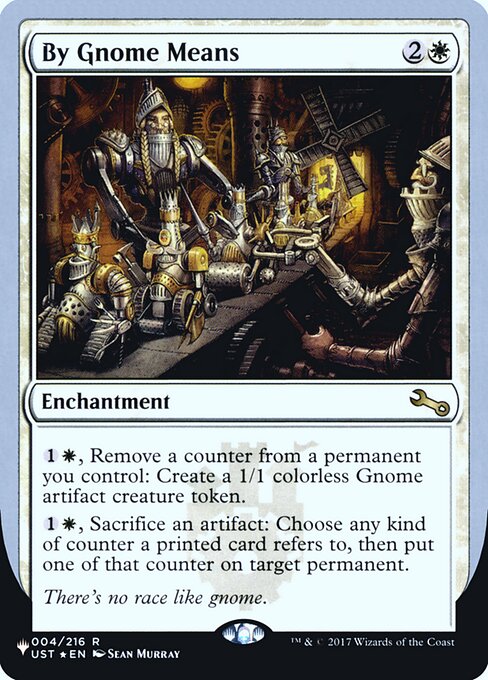 By Gnome Means 2
Enchantment
1, Remove a counter from a permanent
you control: Create a 1/1 colorless Gnome
artifact creature token.
1, Sacrifice an artifact: Choose any kind
of counter a printed card refers to, then put
one of that counter on target permanent.
There's no race like gnome.
004/216 R
UST ★ EN Sean Murray
™ & © 2017 Wizards of the Coast